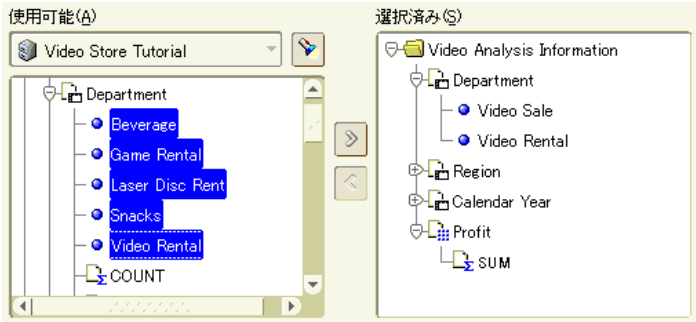 使用可能(A)
Video Store Tutorial
Department
Beverage
Game Rental
Laser Disc Rent
Snacks
Video Rental
COUNT
選択済み(S)
Video Analysis Information
Department
Video Sale
Video Rental
Region
Calendar Year
Profit
SUM